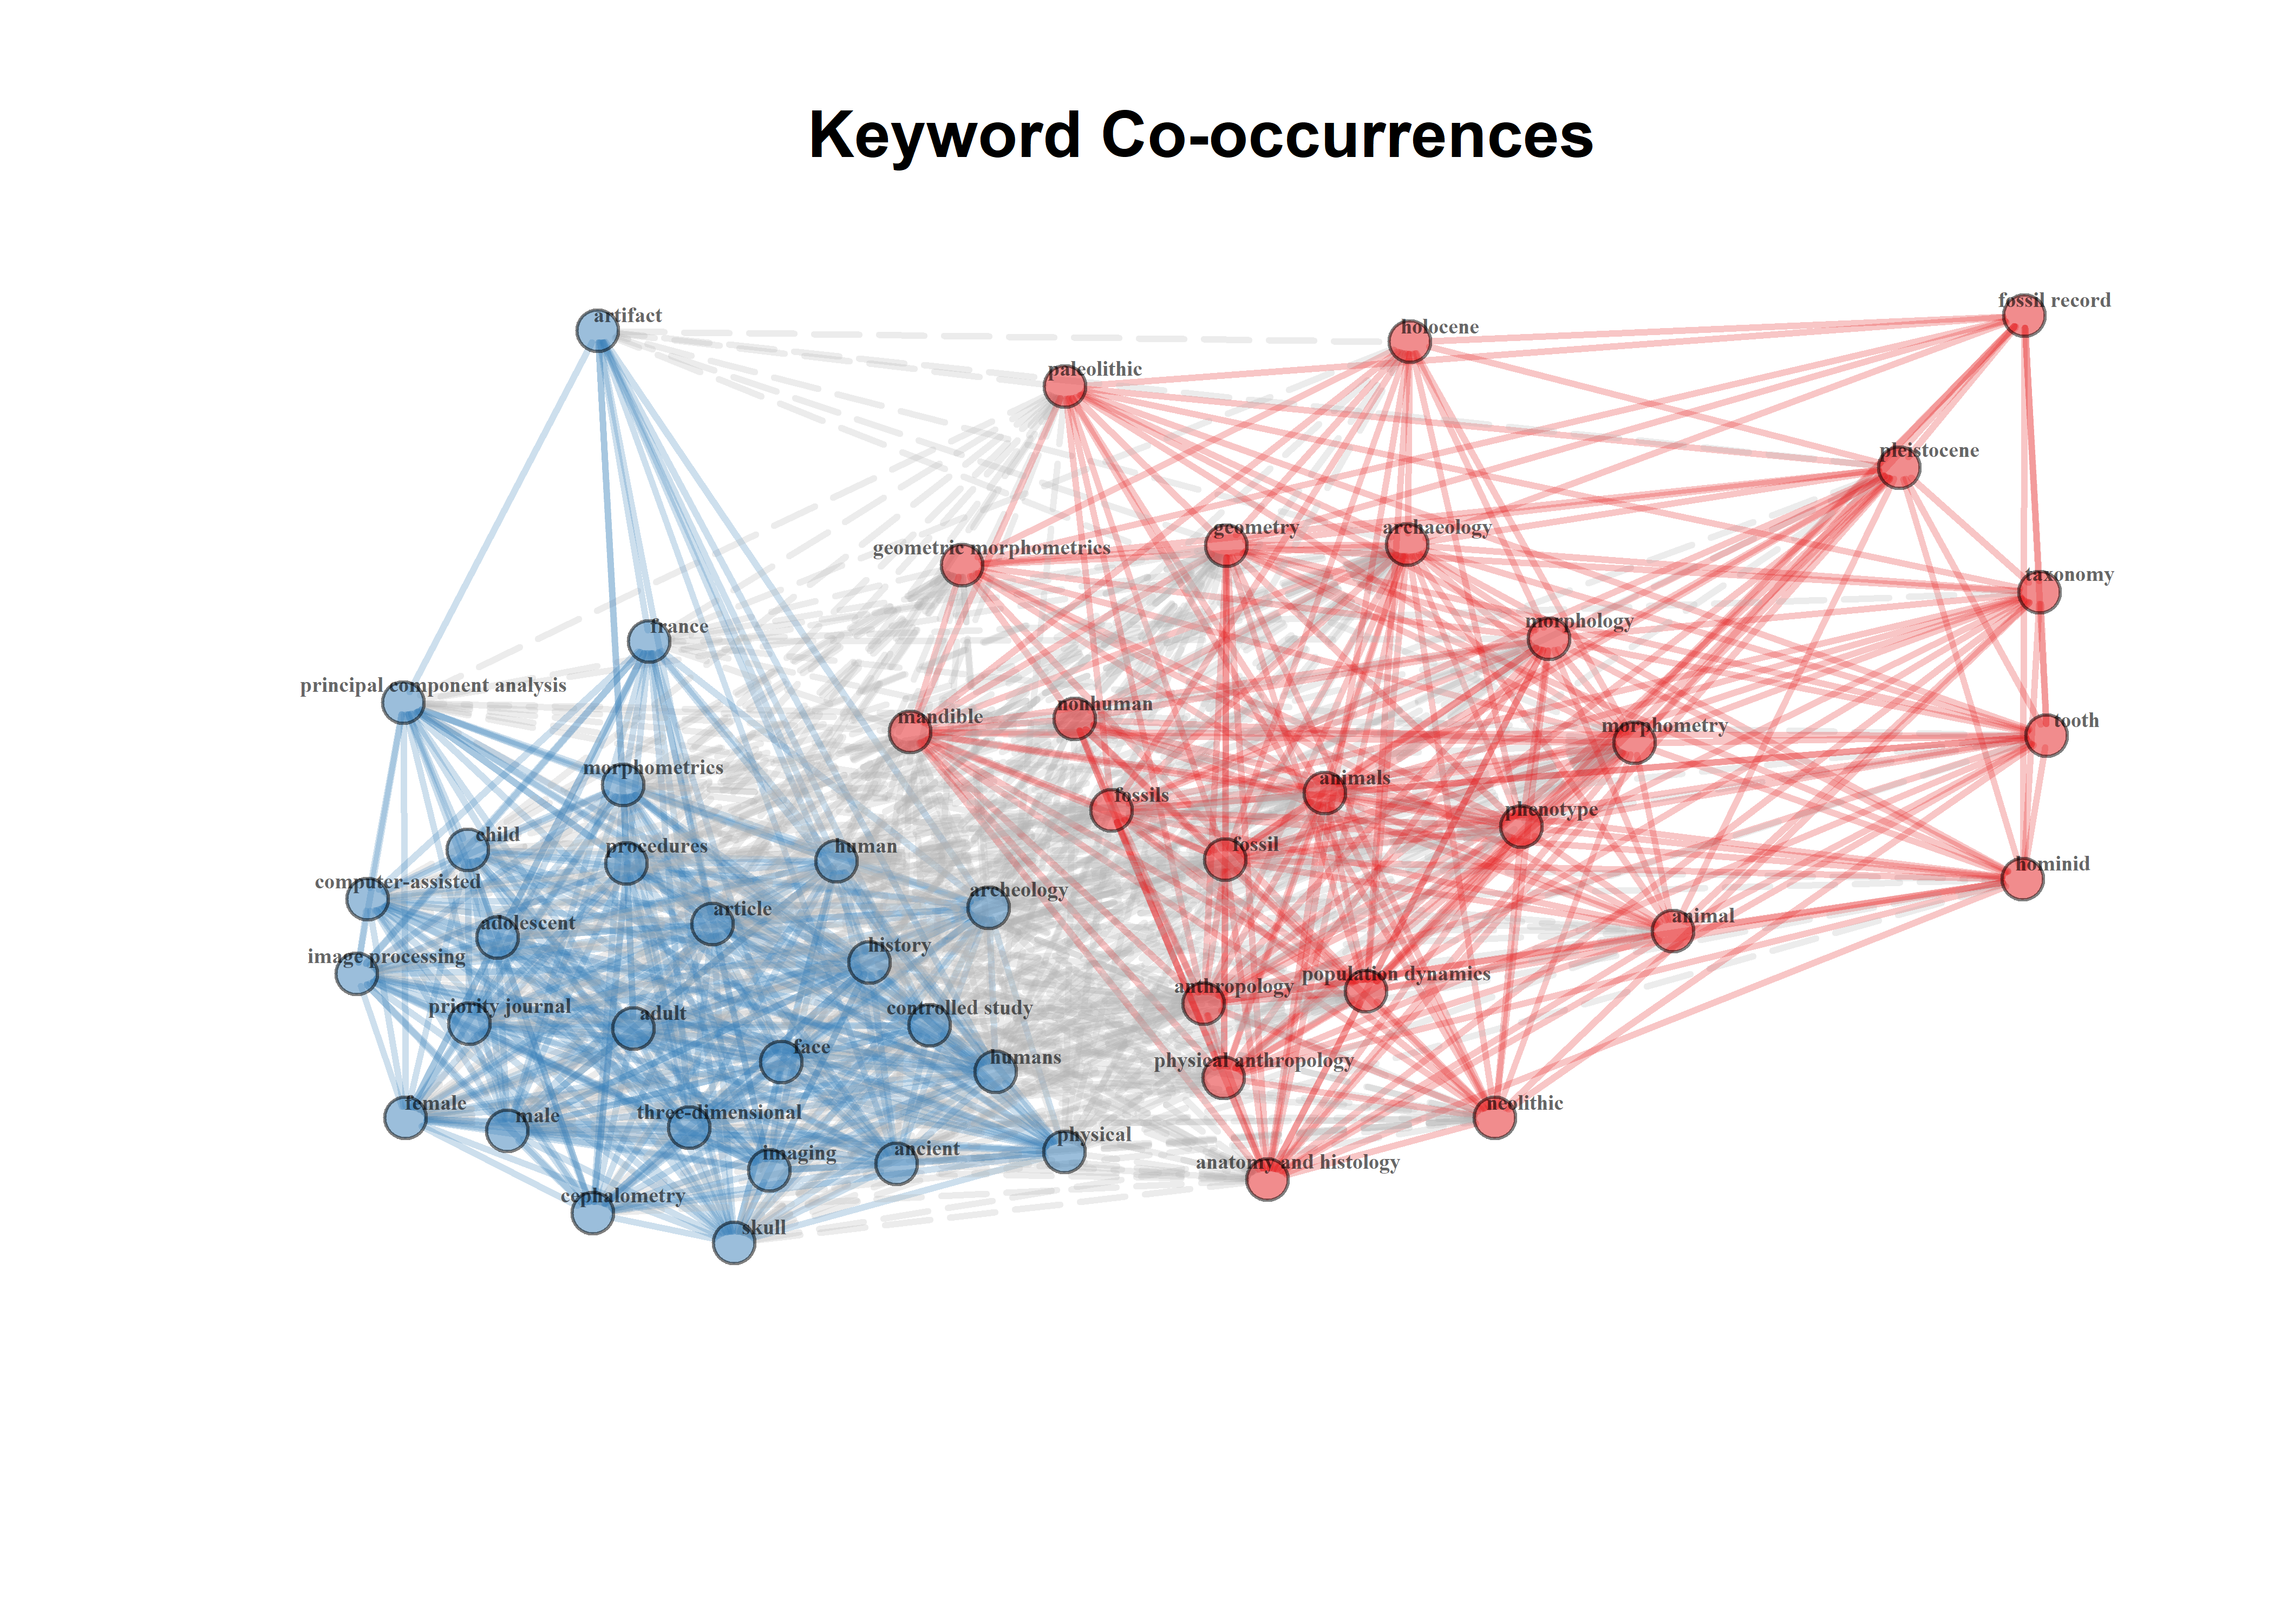 Keyword Co-occurrences
fossil record
artifact
holocene
paleolithic
pleistocene
geometry
archaeology
geometric morphometrics
taxonomy
morphology
france
principal component analysis
nonhuman
mandible
tooth
morphometry
morphometrics
animals
fossils
phenotype
child
procedures
human
fossil
hominid
computer-assisted
archeology
article
animal
adolescent
history
image processing
population dynamics
anthropology
priority journal
controlled study
adult
face
humans
physical anthropology
female
neolithic
three-dimensional
male
physical
ancient
imaging
anatomy and histology
cephalometry
skull